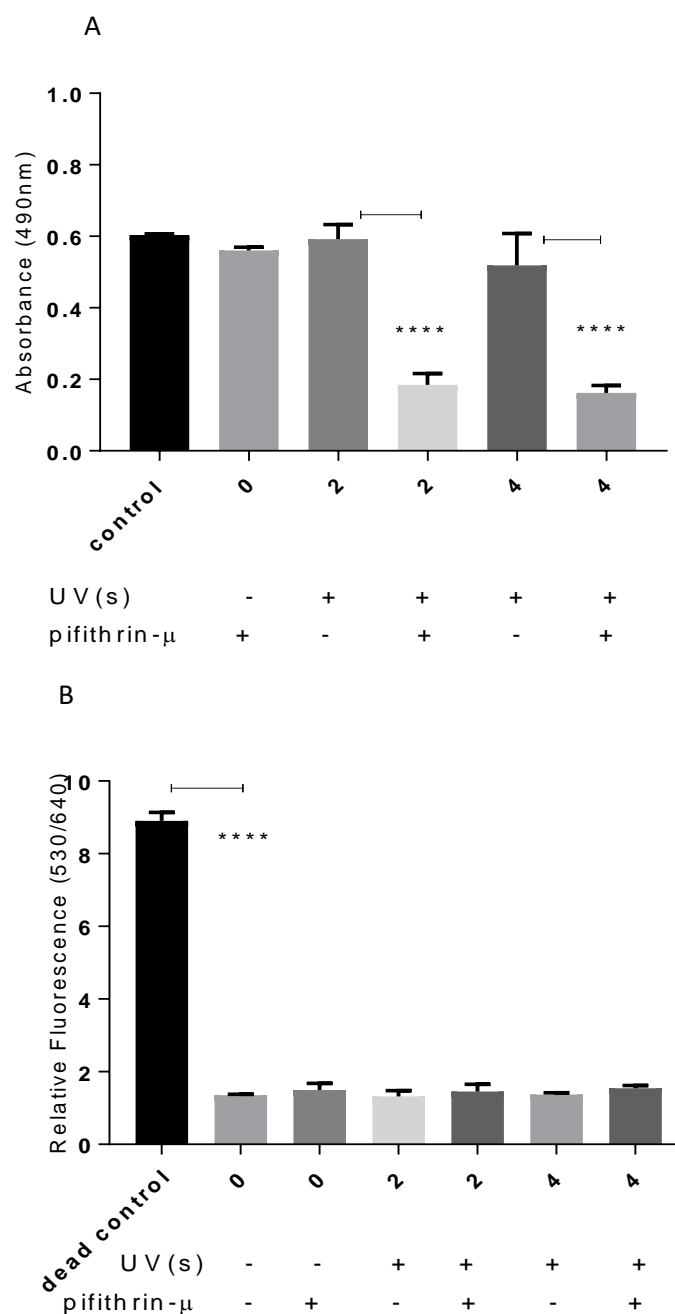 A
Absorbance (490nm)
1.0
0.8
0.6
0.4
0.2
0.0
****
****
control 0 2 2 4 4
UV(s) - + + + +
pifithrin-μ + - + - +
B
Relative Fluorescence (530/640)
10
8
6
4
2
0
****
dead control 0 0 2 2 4 4
UV(s) - - + + + +
pifithrin-μ - + - + - +